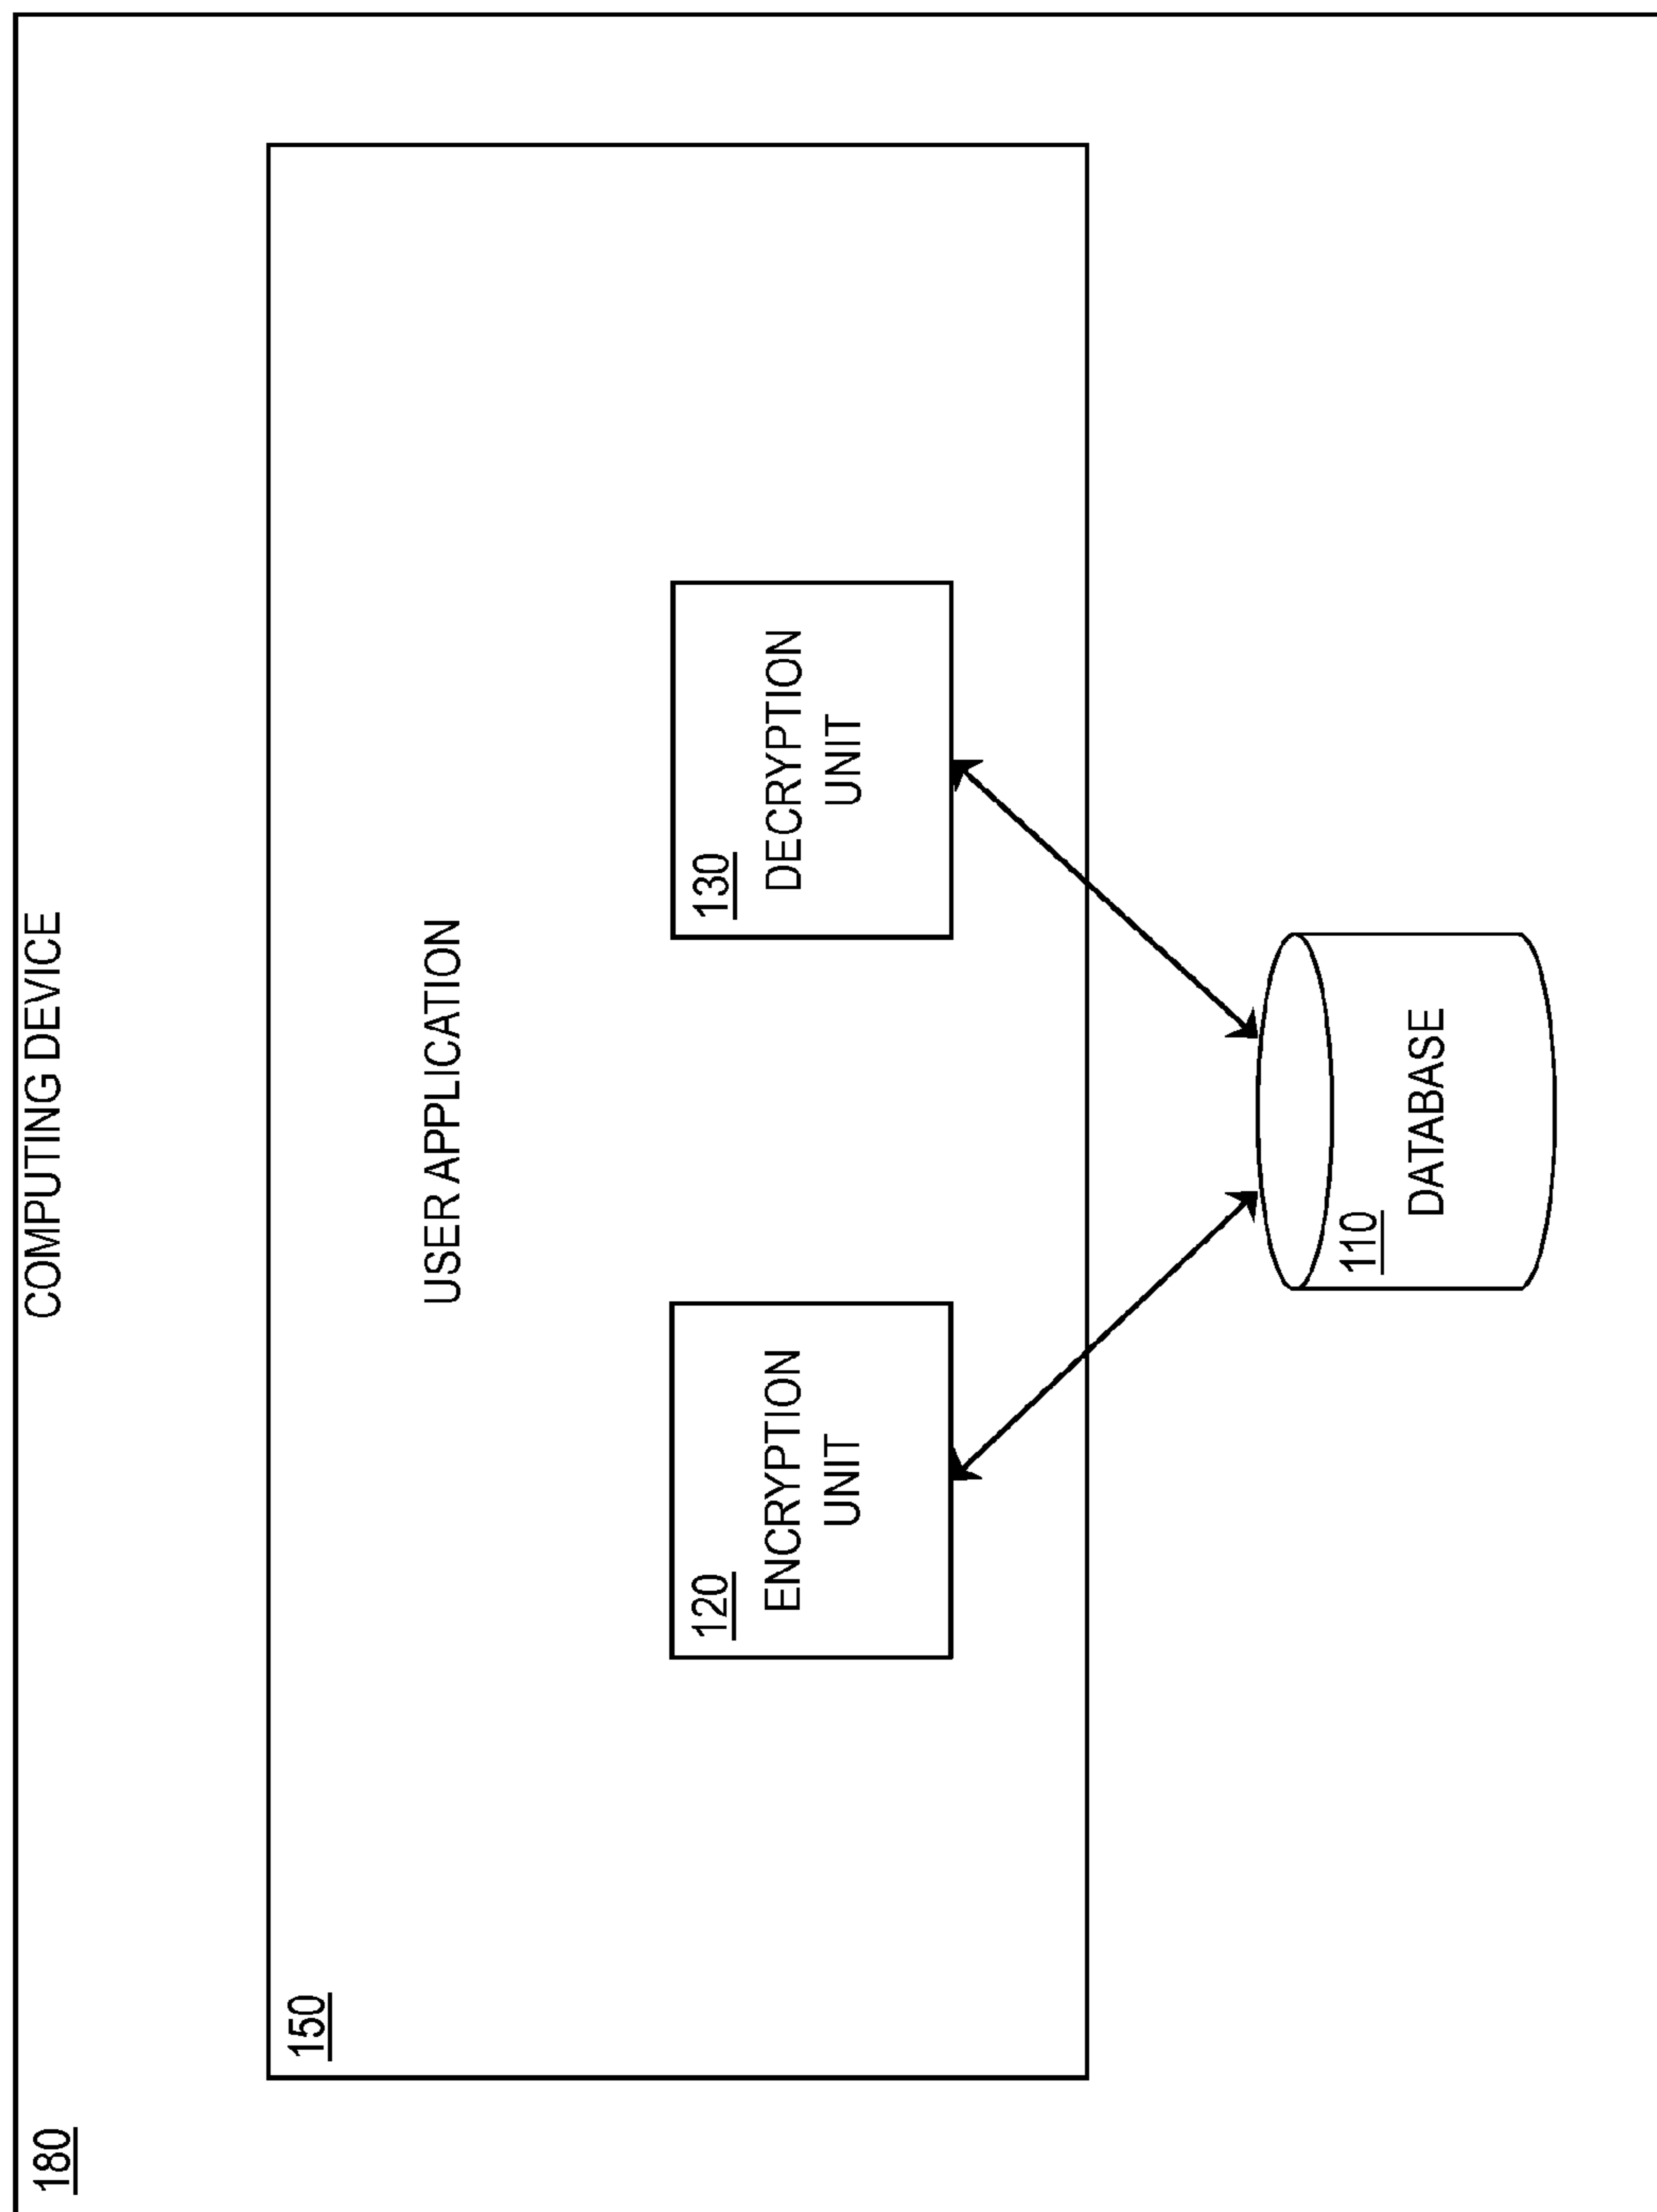 COMPUTING DEVICE
180
150
USER APPLICATION
120
ENCRYPTION
UNIT
130
DECRYPTION
UNIT
110
DATABASE